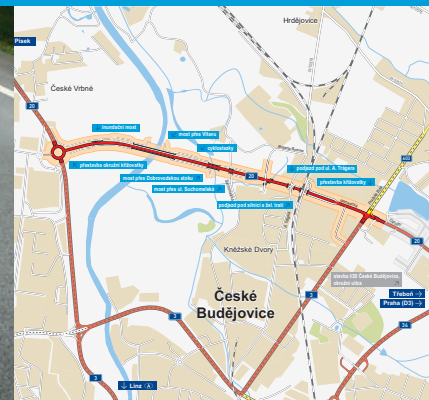 Hrdějovice
Písek
České Vrbné
20
inundační most
most přes Vltavu
cyklostezky
603
přestavba okružní křižovatky
podjezd pod ul. A. Trägera
most přes Dobrovodskou stoku
20
přestavba křižovatky
most přes ul. Suchomelská
podjezd pod silnicí a žel. tratí
20
Kněžské Dvory
stavba I/20 České Budějovice,
okružní ulice
České
Budějovice
3
3
Třeboň →
Praha (D3) →
34
3
↓ Linz (A)